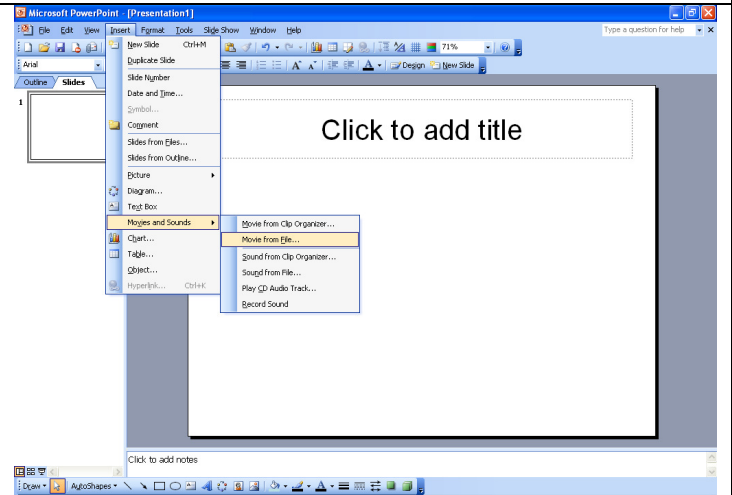 Microsoft PowerPoint - [Presentation1]
File Edit View Insert Format Tools Slide Show Window Help Type a question for help
71%
Arial Design New Slide
Outline Slides
1
New Slide Ctrl+M
Duplicate Slide
Slide Number
Date and Time...
Symbol...
Comment
Slides from Files...
Slides from Outline...
Picture
Diagram...
Text Box
Movies and Sounds
Chart...
Table...
Object...
Hyperlink... Ctrl+K
Movie from Clip Organizer...
Movie from File...
Sound from Clip Organizer...
Sound from File...
Play CD Audio Track...
Record Sound
Click to add title
Click to add notes
Draw AutoShapes